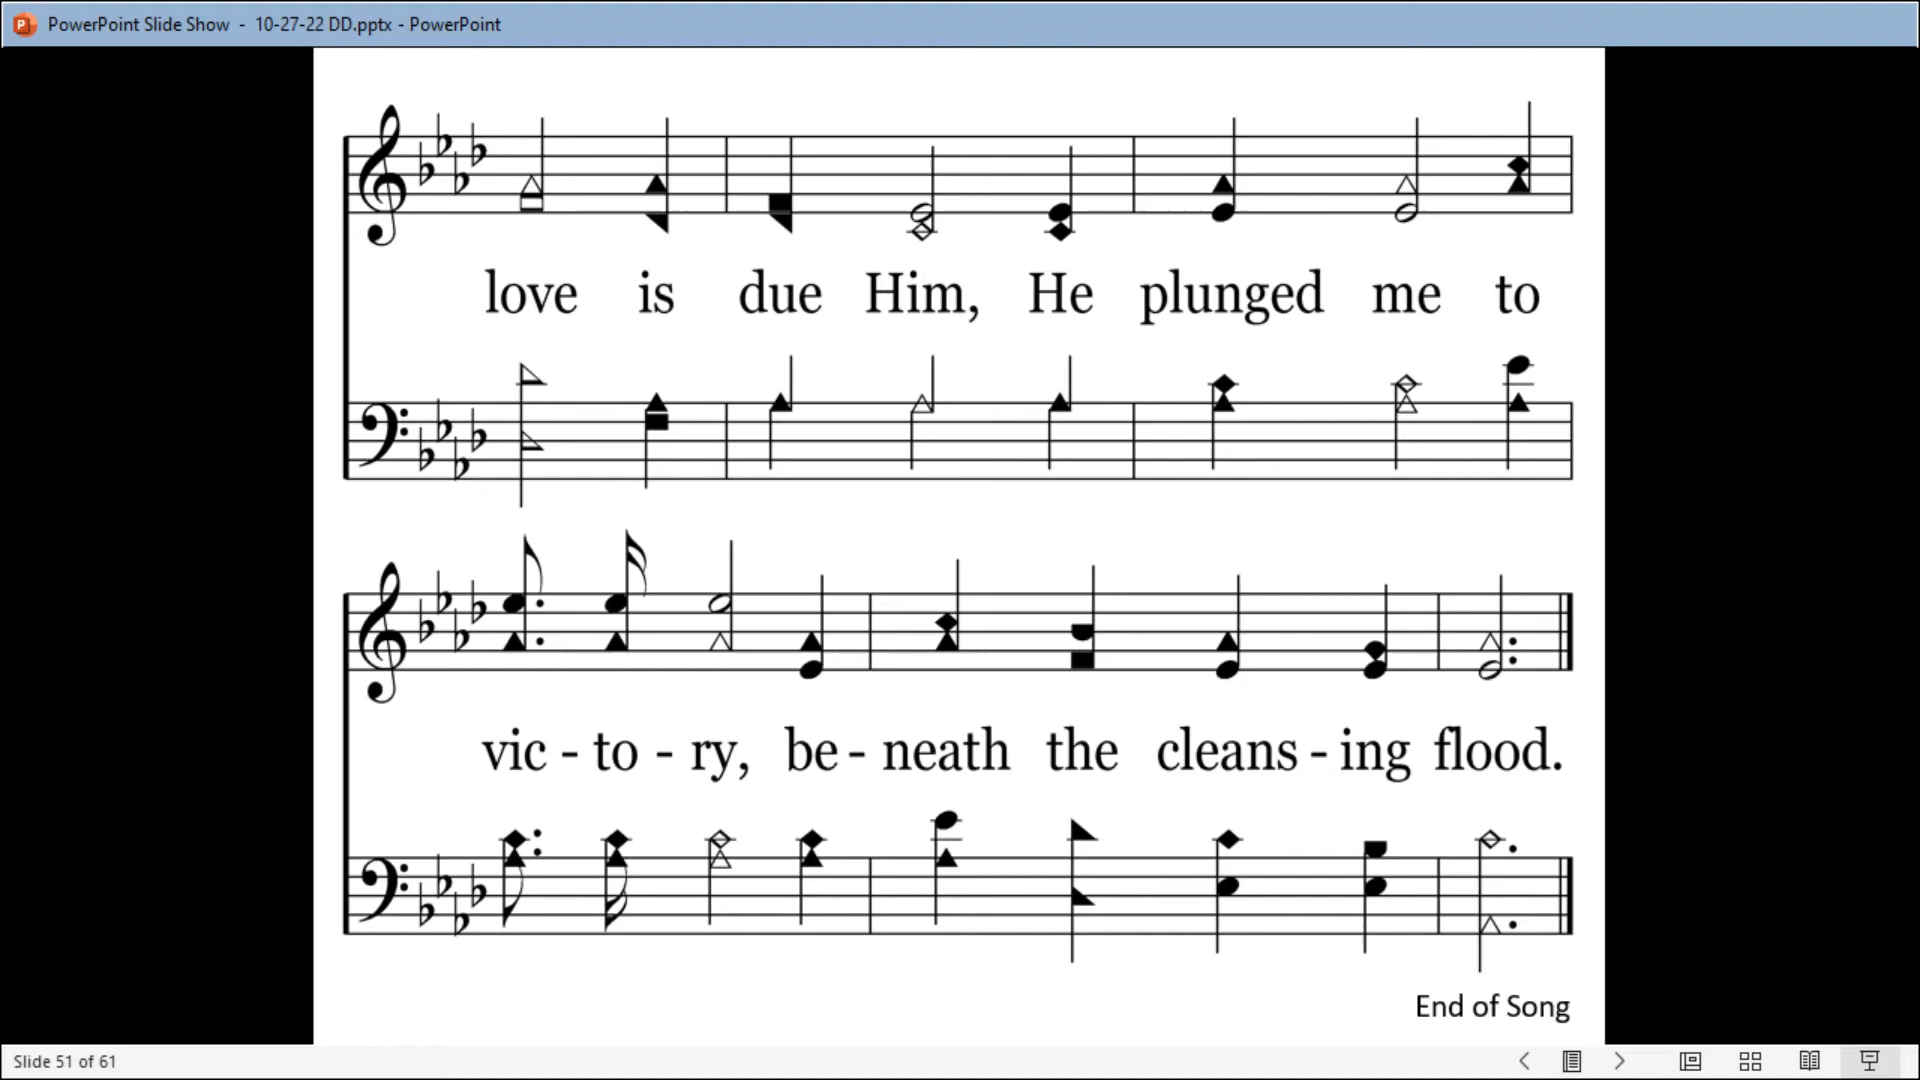 PowerPoint Slide Show - 10-27-22 DD.pptx - PowerPoint
love is due Him, He plunged me to
vic - to - ry, be - neath the cleans - ing flood.
End of Song
Slide 51 of 61